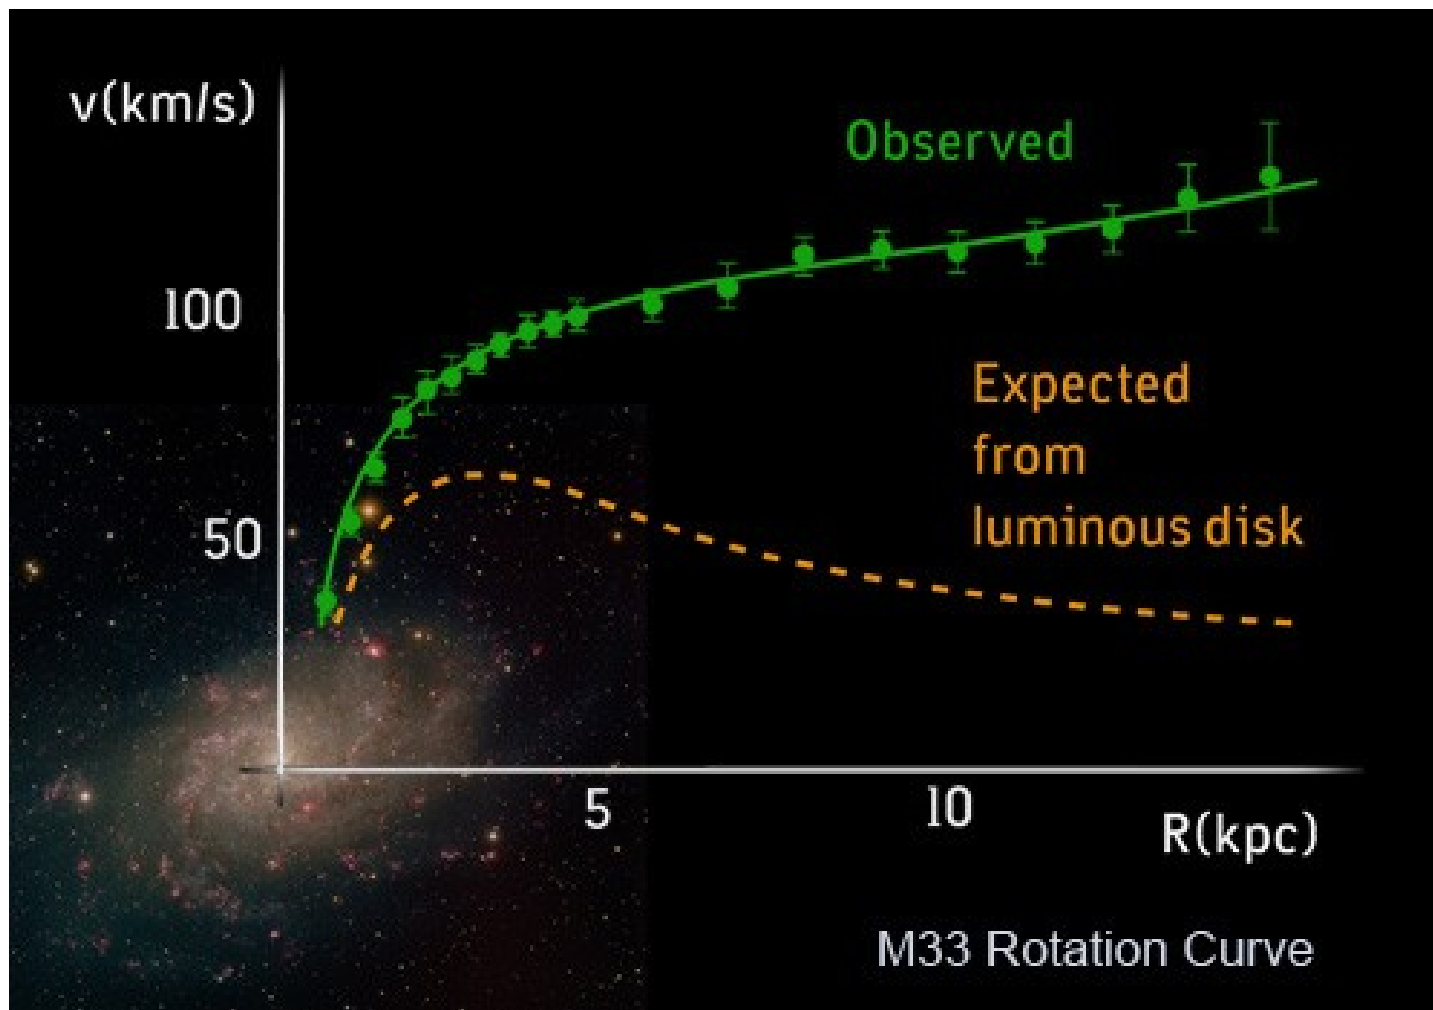 v(km/s)
Observed
100
Expected
from
luminous disk
50
5
10
R(kpc)
M33 Rotation Curve